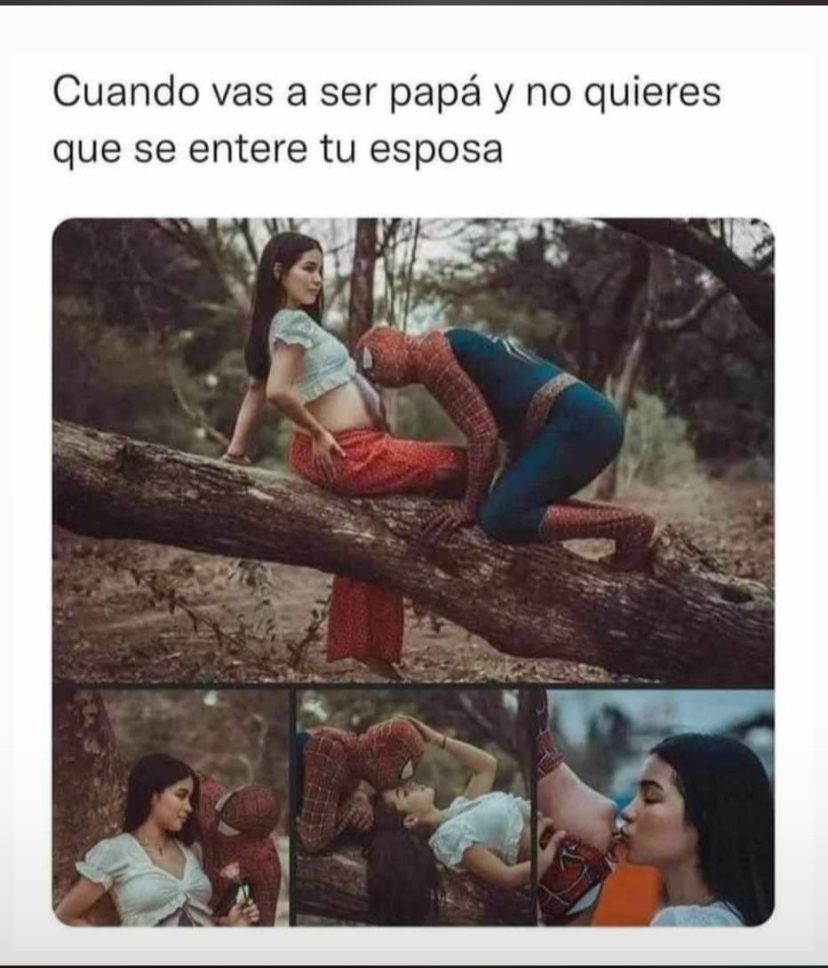 Cuando vas a ser papá y no quieres
que se entere tu esposa